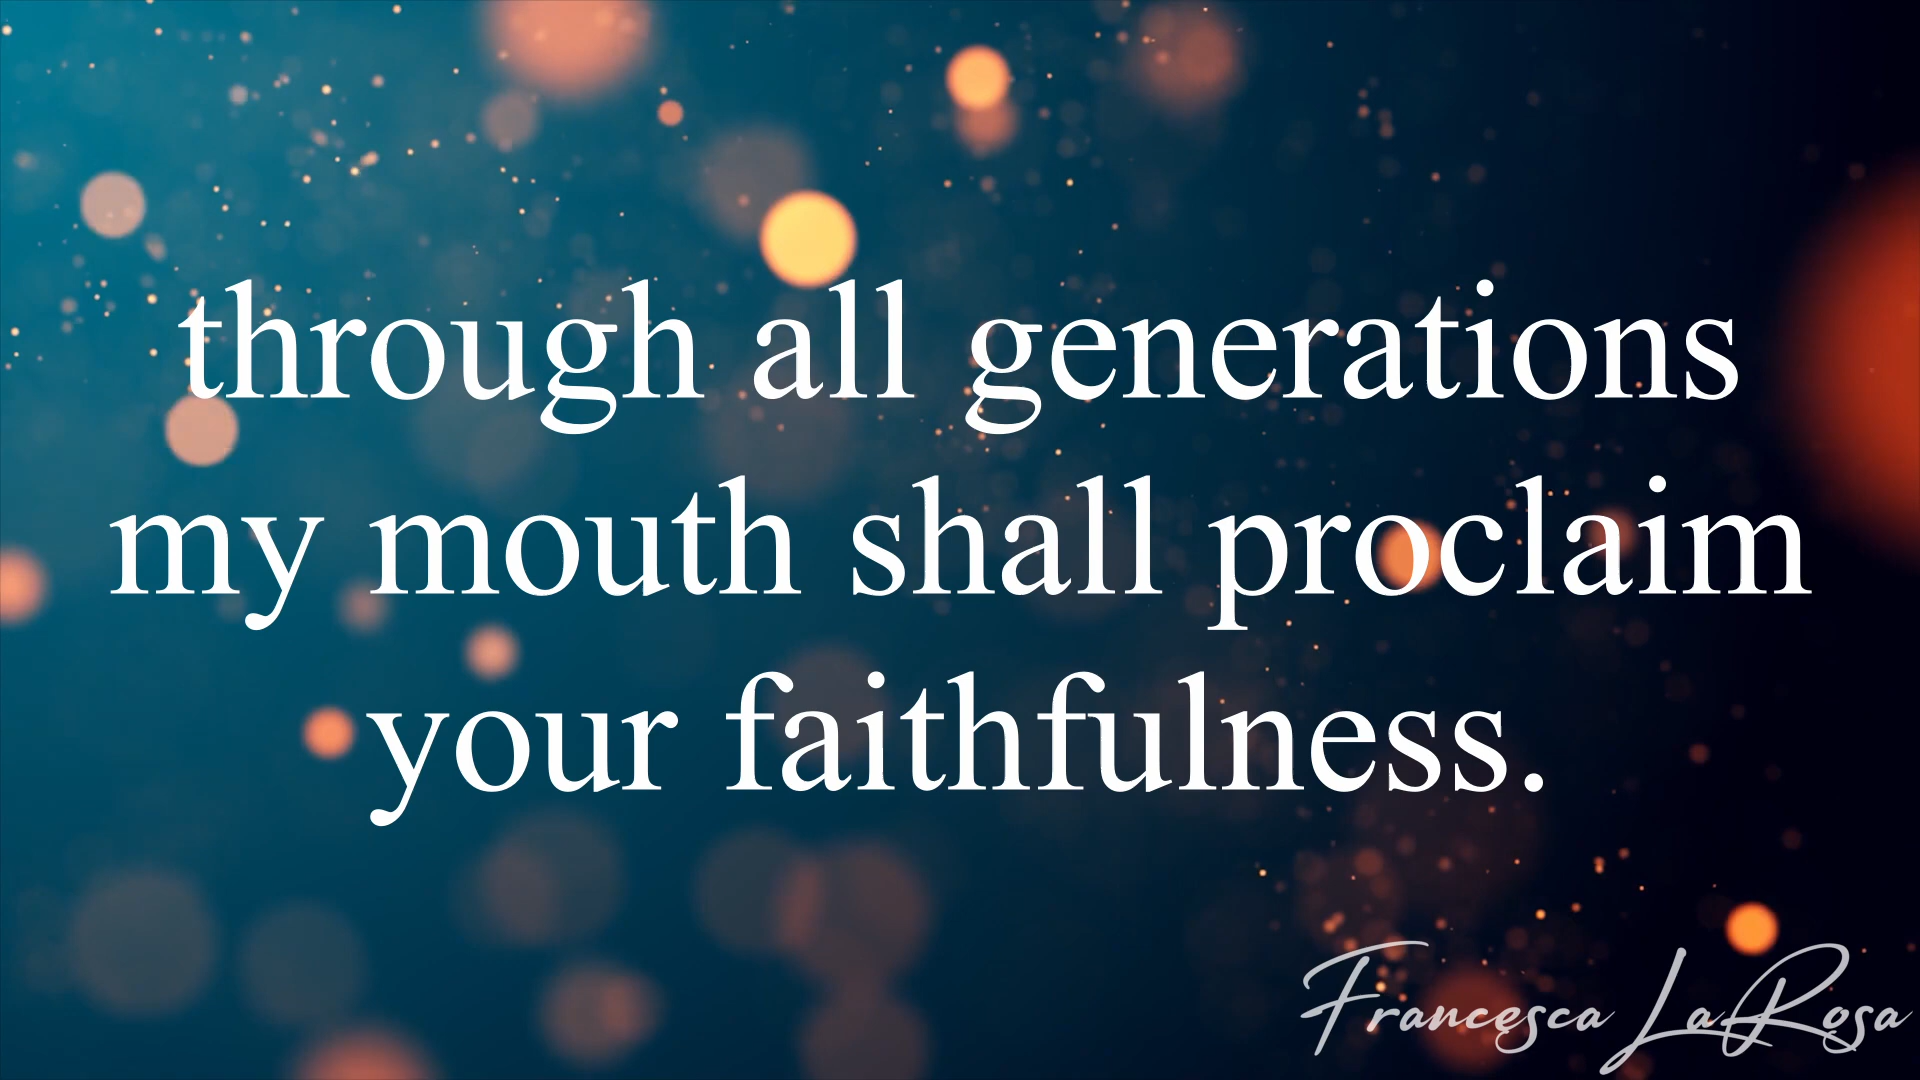 through all generations
my mouth shall proclaim
your faithfulness.
Francesca LaRosa